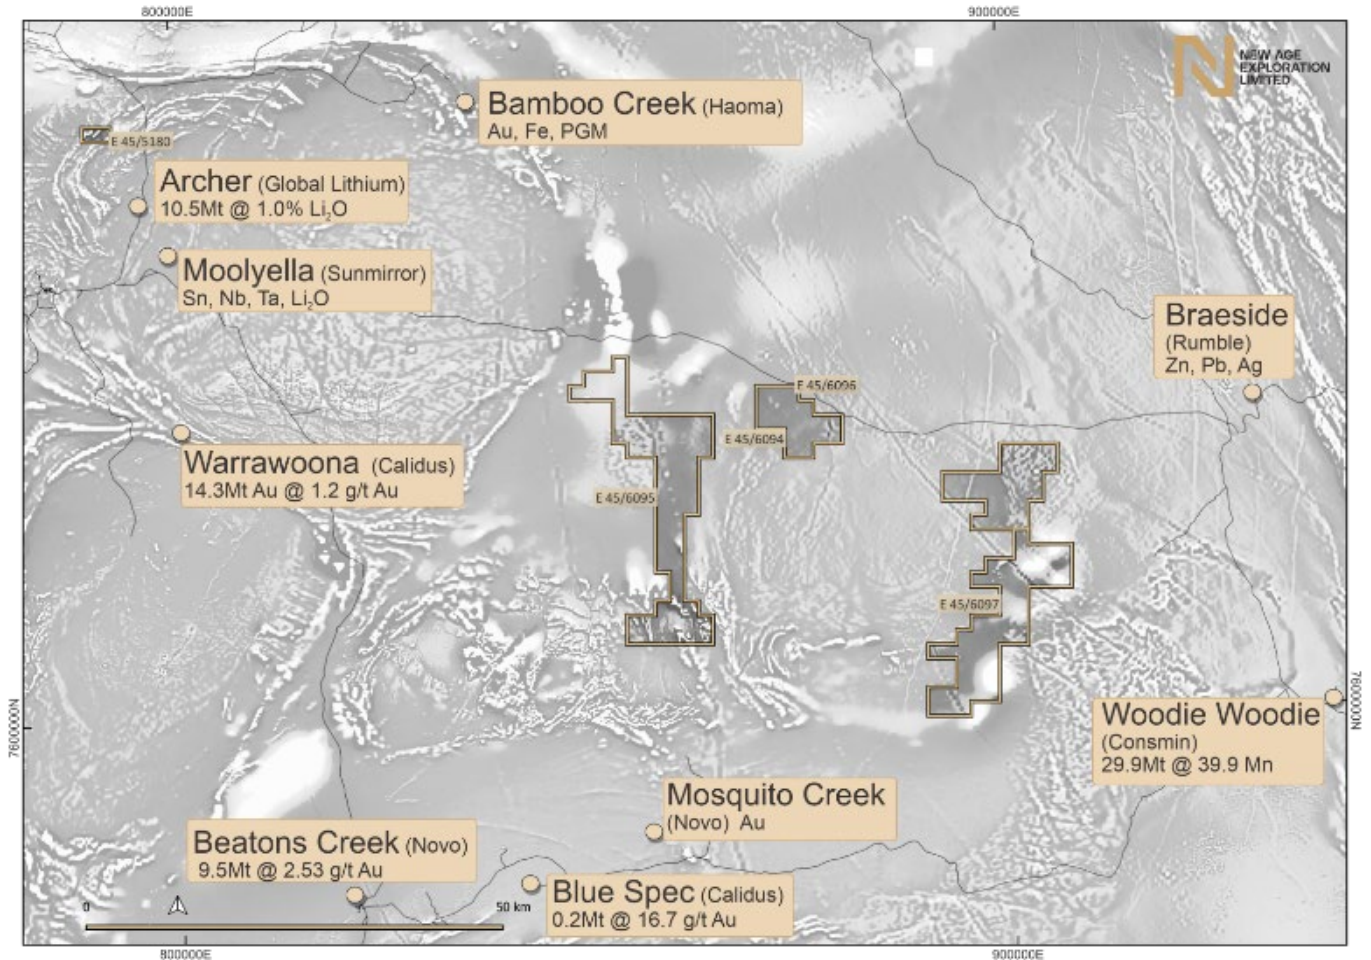 800000E
900000E
NEW AGE
EXPLORATION
LIMITED
Bamboo Creek (Haoma)
Au, Fe, PGM
E 45/5180
Archer (Global Lithium)
10.5Mt @ 1.0% Li₂O
Moolyella (Sunmirror)
Sn, Nb, Ta, Li₂O
Braeside
(Rumble)
Zn, Pb, Ag
E 45/6096
E 45/6094
Warrawoona (Calidus)
14.3Mt Au @ 1.2 g/t Au
E 45/6095
E 45/6097
7600000N
7600000N
Woodie Woodie
(Consmin)
29.9Mt @ 39.9 Mn
Mosquito Creek
(Novo) Au
Beatons Creek (Novo)
9.5Mt @ 2.53 g/t Au
Blue Spec (Calidus)
0.2Mt @ 16.7 g/t Au
0
50 km
800000E
900000E